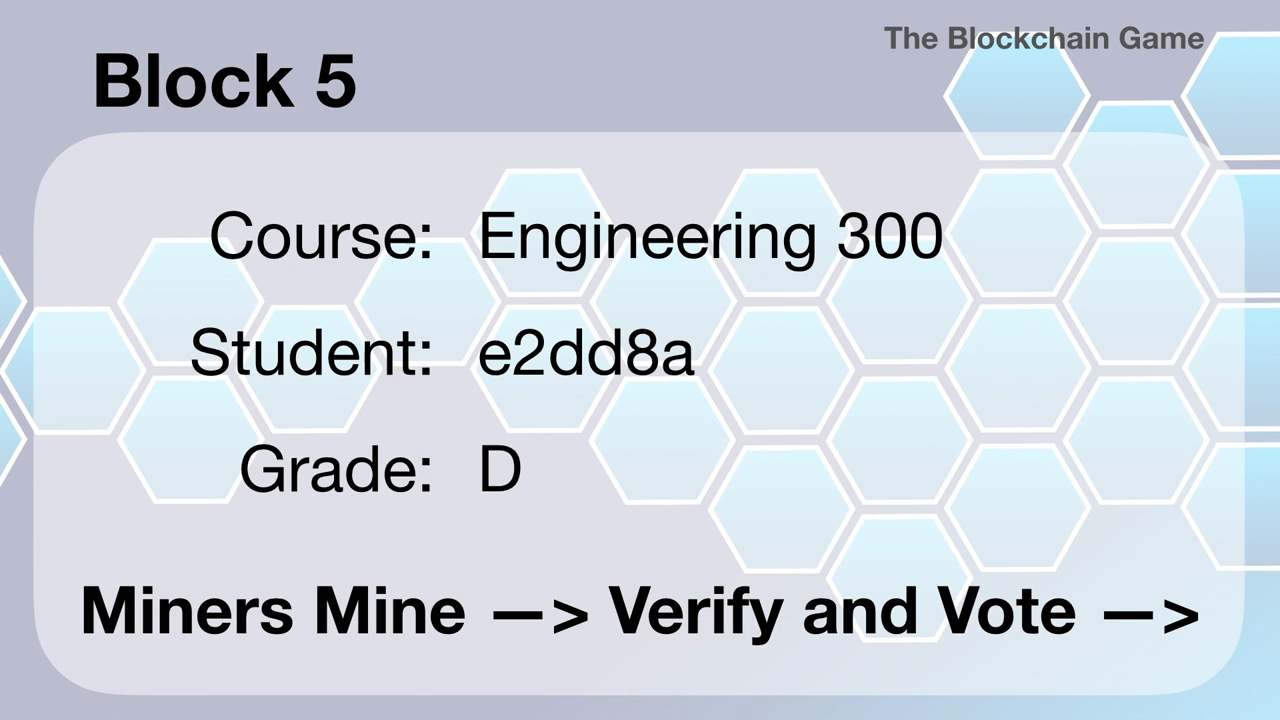 The Blockchain Game
Block 5
Course: Engineering 300
Student: e2dd8a
Grade: D
Miners Mine —> Verify and Vote —>